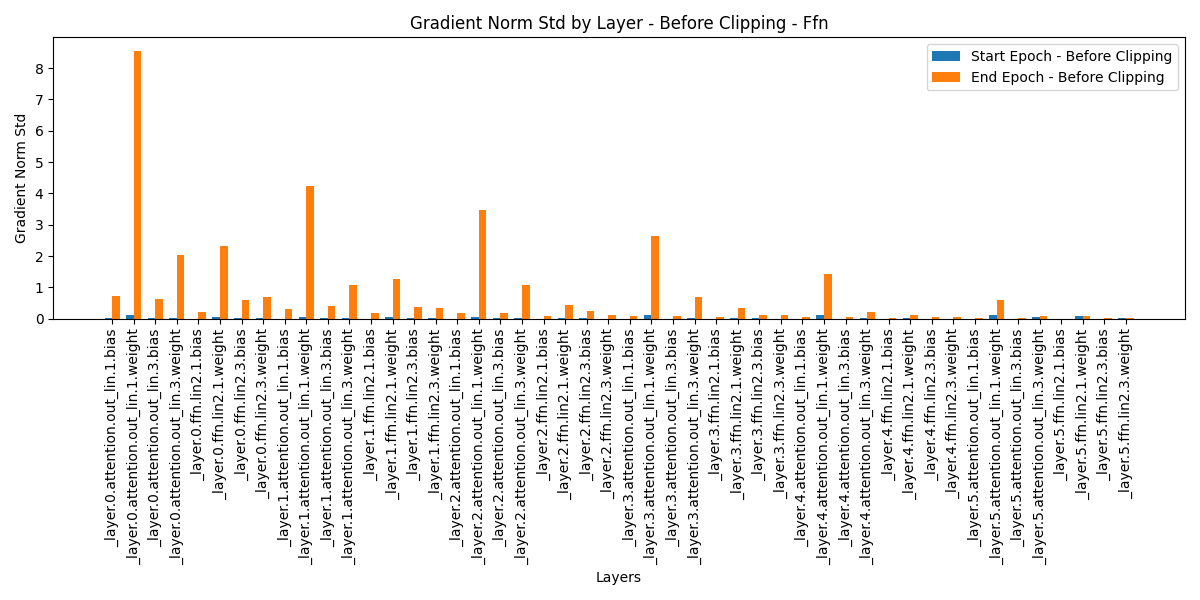 Gradient Norm Std by Layer - Before Clipping - Ffn
Start Epoch - Before Clipping
End Epoch - Before Clipping
Gradient Norm Std
8
7
6
5
4
3
2
1
0
_layer.0.attention.out_lin.1.bias
_layer.0.attention.out_lin.1.weight
_layer.0.attention.out_lin.3.bias
_layer.0.attention.out_lin.3.weight
_layer.0.ffn.lin2.1.bias
_layer.0.ffn.lin2.1.weight
_layer.0.ffn.lin2.3.bias
_layer.0.ffn.lin2.3.weight
_layer.1.attention.out_lin.1.bias
_layer.1.attention.out_lin.1.weight
_layer.1.attention.out_lin.3.bias
_layer.1.attention.out_lin.3.weight
_layer.1.ffn.lin2.1.bias
_layer.1.ffn.lin2.1.weight
_layer.1.ffn.lin2.3.bias
_layer.1.ffn.lin2.3.weight
_layer.2.attention.out_lin.1.bias
_layer.2.attention.out_lin.1.weight
_layer.2.attention.out_lin.3.bias
_layer.2.attention.out_lin.3.weight
_layer.2.ffn.lin2.1.bias
_layer.2.ffn.lin2.1.weight
_layer.2.ffn.lin2.3.bias
_layer.2.ffn.lin2.3.weight
_layer.3.attention.out_lin.1.bias
_layer.3.attention.out_lin.1.weight
_layer.3.attention.out_lin.3.bias
_layer.3.attention.out_lin.3.weight
_layer.3.ffn.lin2.1.bias
_layer.3.ffn.lin2.1.weight
_layer.3.ffn.lin2.3.bias
_layer.3.ffn.lin2.3.weight
_layer.4.attention.out_lin.1.bias
_layer.4.attention.out_lin.1.weight
_layer.4.attention.out_lin.3.bias
_layer.4.attention.out_lin.3.weight
_layer.4.ffn.lin2.1.bias
_layer.4.ffn.lin2.1.weight
_layer.4.ffn.lin2.3.bias
_layer.4.ffn.lin2.3.weight
_layer.5.attention.out_lin.1.bias
_layer.5.attention.out_lin.1.weight
_layer.5.attention.out_lin.3.bias
_layer.5.attention.out_lin.3.weight
_layer.5.ffn.lin2.1.bias
_layer.5.ffn.lin2.1.weight
_layer.5.ffn.lin2.3.bias
_layer.5.ffn.lin2.3.weight
Layers